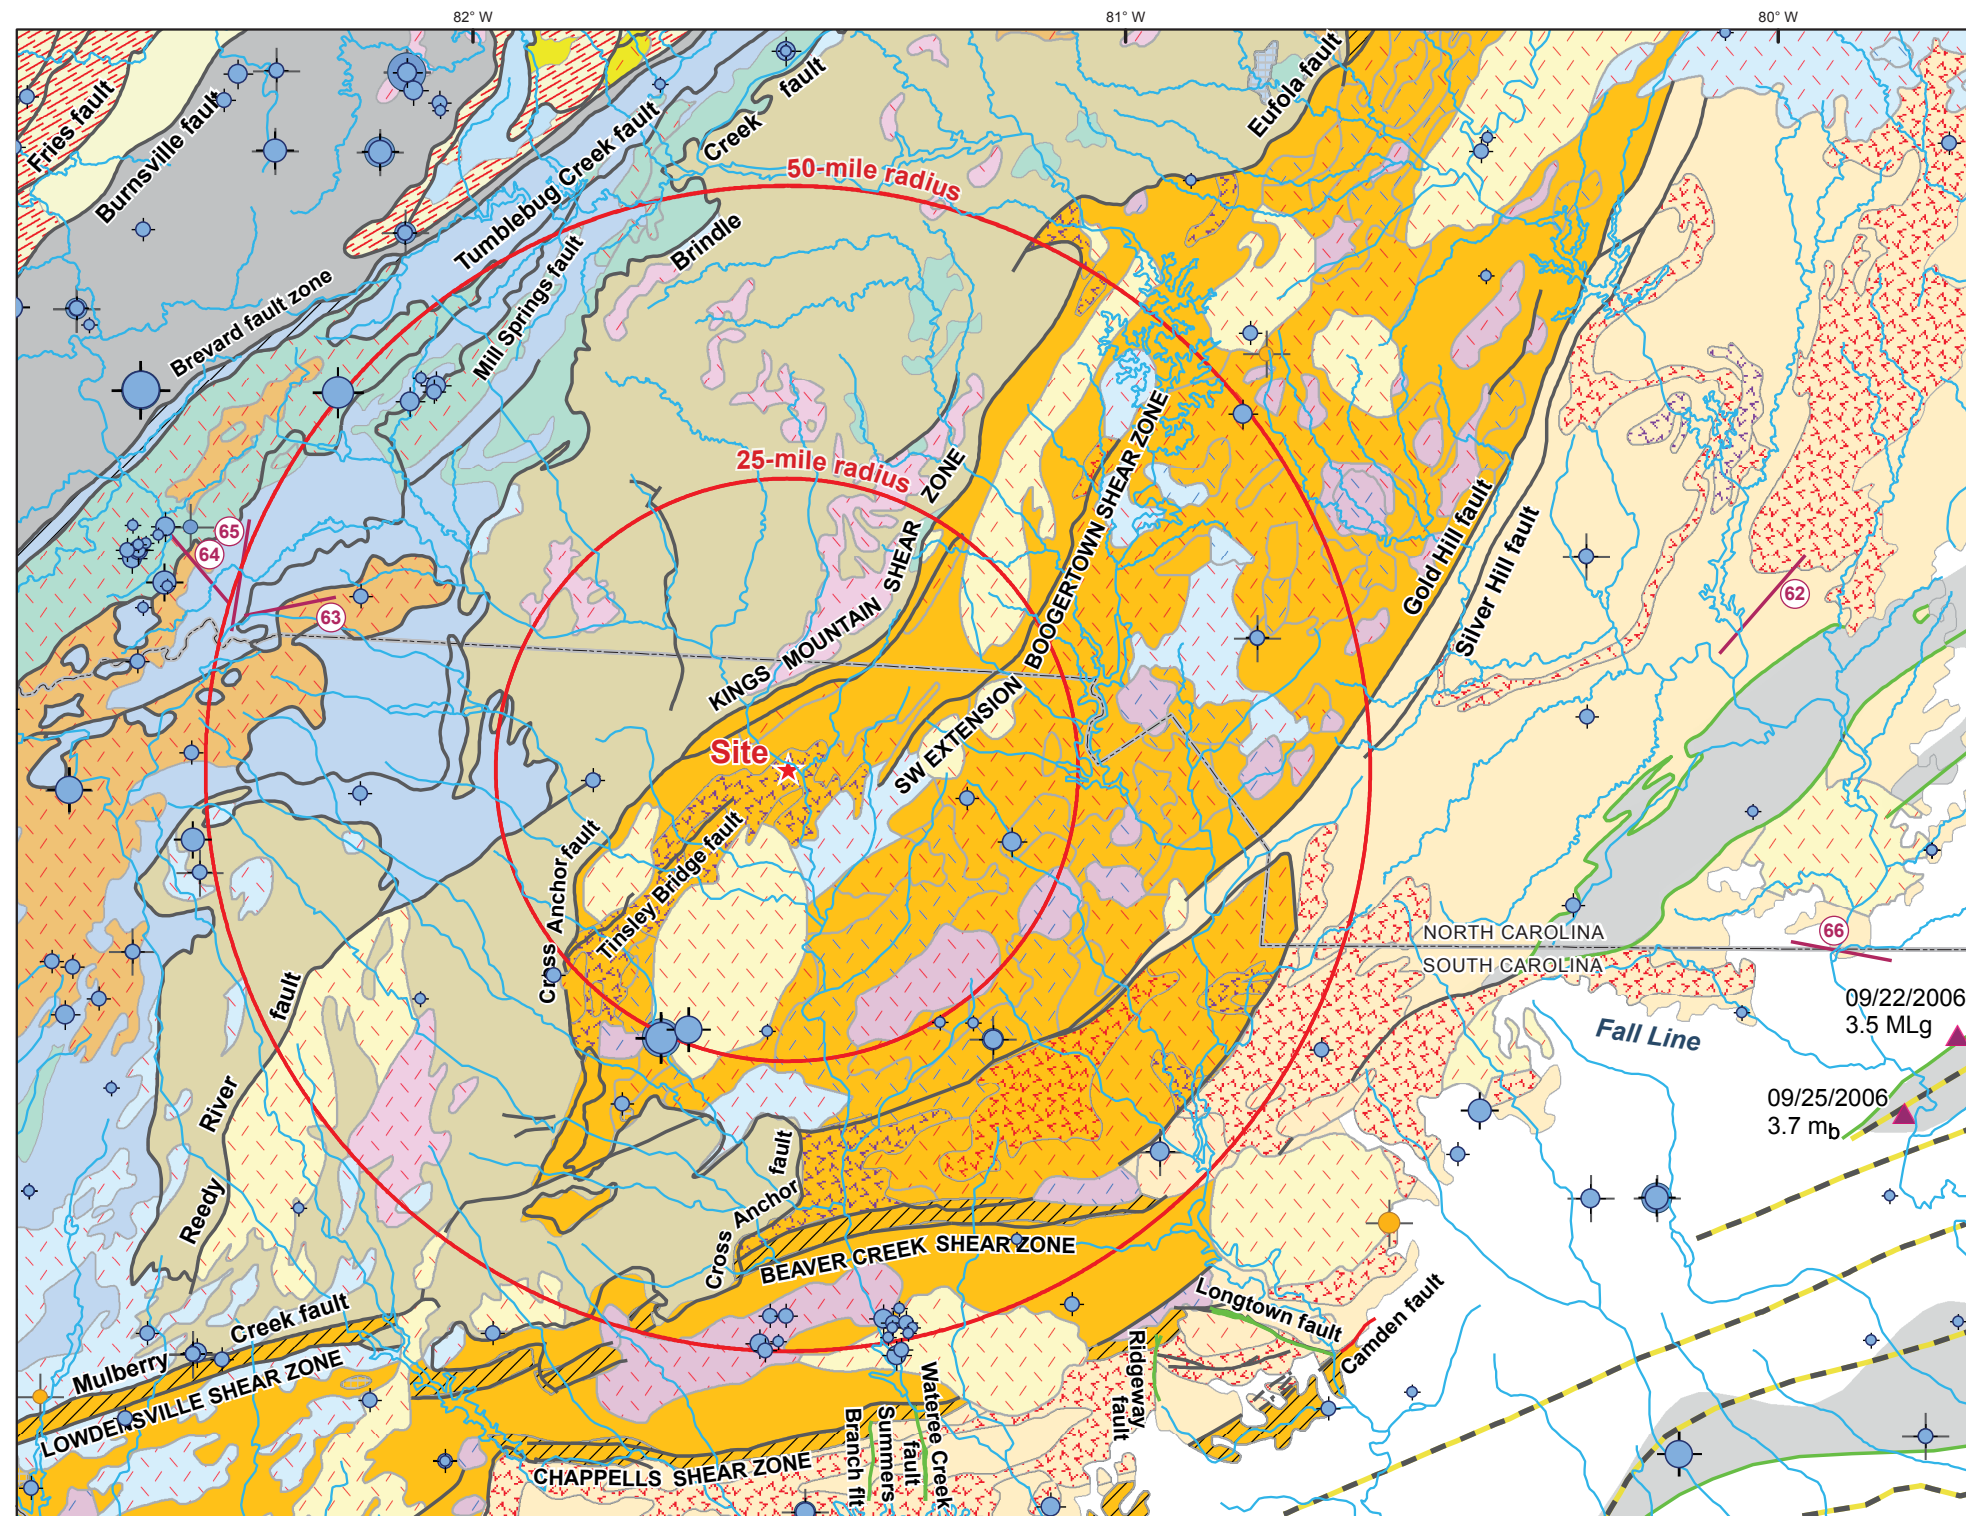 82° W
81° W
80° W
Fries fault
Burnsville fault
Tumblebug Creek fault
Creek fault
Brindle
Eufola fault
50-mile radius
Brevard fault zone
Mill Springs fault
25-mile radius
KINGS MOUNTAIN SHEAR ZONE
BOOGERTOWN SHEAR ZONE
SW EXTENSION
Gold Hill fault
Silver Hill fault
65
64
63
62
Site
Cross Anchor fault
Tinsley Bridge fault
66
NORTH CAROLINA
SOUTH CAROLINA
09/22/2006
3.5 MLg
Fall Line
09/25/2006
3.7 mb
Reedy River fault
Cross Anchor fault
BEAVER CREEK SHEAR ZONE
Longtown fault
Camden fault
Ridgeway fault
Mulberry Creek fault
LOWDENSVILLE SHEAR ZONE
CHAPPELLS SHEAR ZONE
Branch flt
Summers
Wateree Creek fault